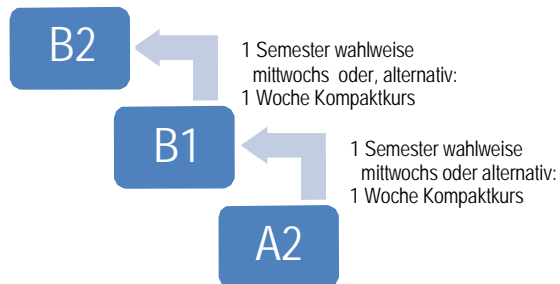 B2
1 Semester wahlweise
mittwochs oder, alternativ:
1 Woche Kompaktkurs
B1
1 Semester wahlweise
mittwochs oder alternativ:
1 Woche Kompaktkurs
A2